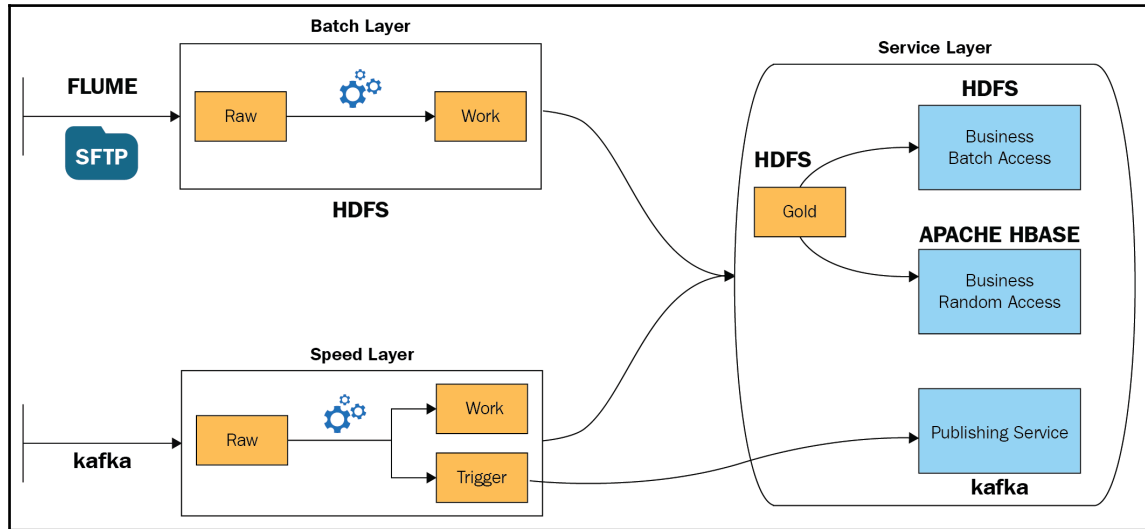 Batch Layer
FLUME
SFTP
Raw
Work
HDFS
Speed Layer
kafka
Raw
Work
Trigger
Service Layer
HDFS
Gold
HDFS
Business
Batch Access
APACHE HBASE
Business
Random Access
Publishing Service
kafka